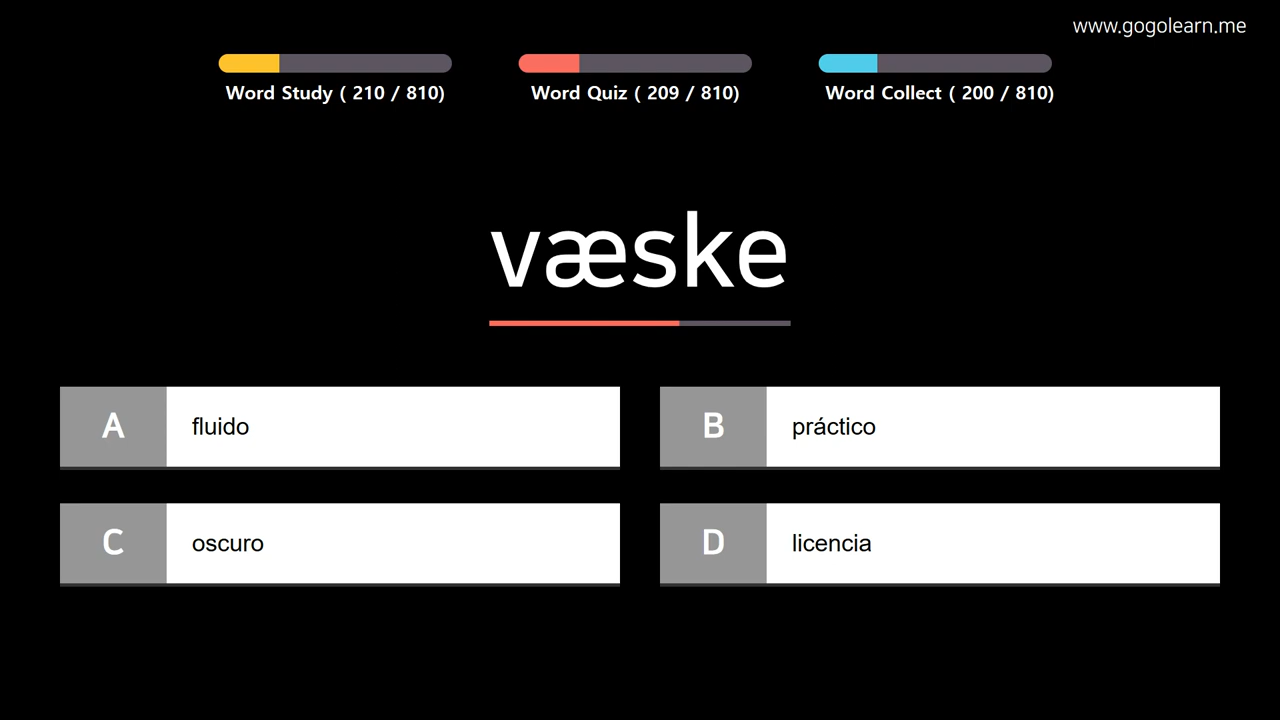 www.gogolearn.me
Word Study ( 210 / 810)
Word Quiz ( 209 / 810)
Word Collect ( 200 / 810)
væske
A
fluido
B
práctico
C
oscuro
D
licencia